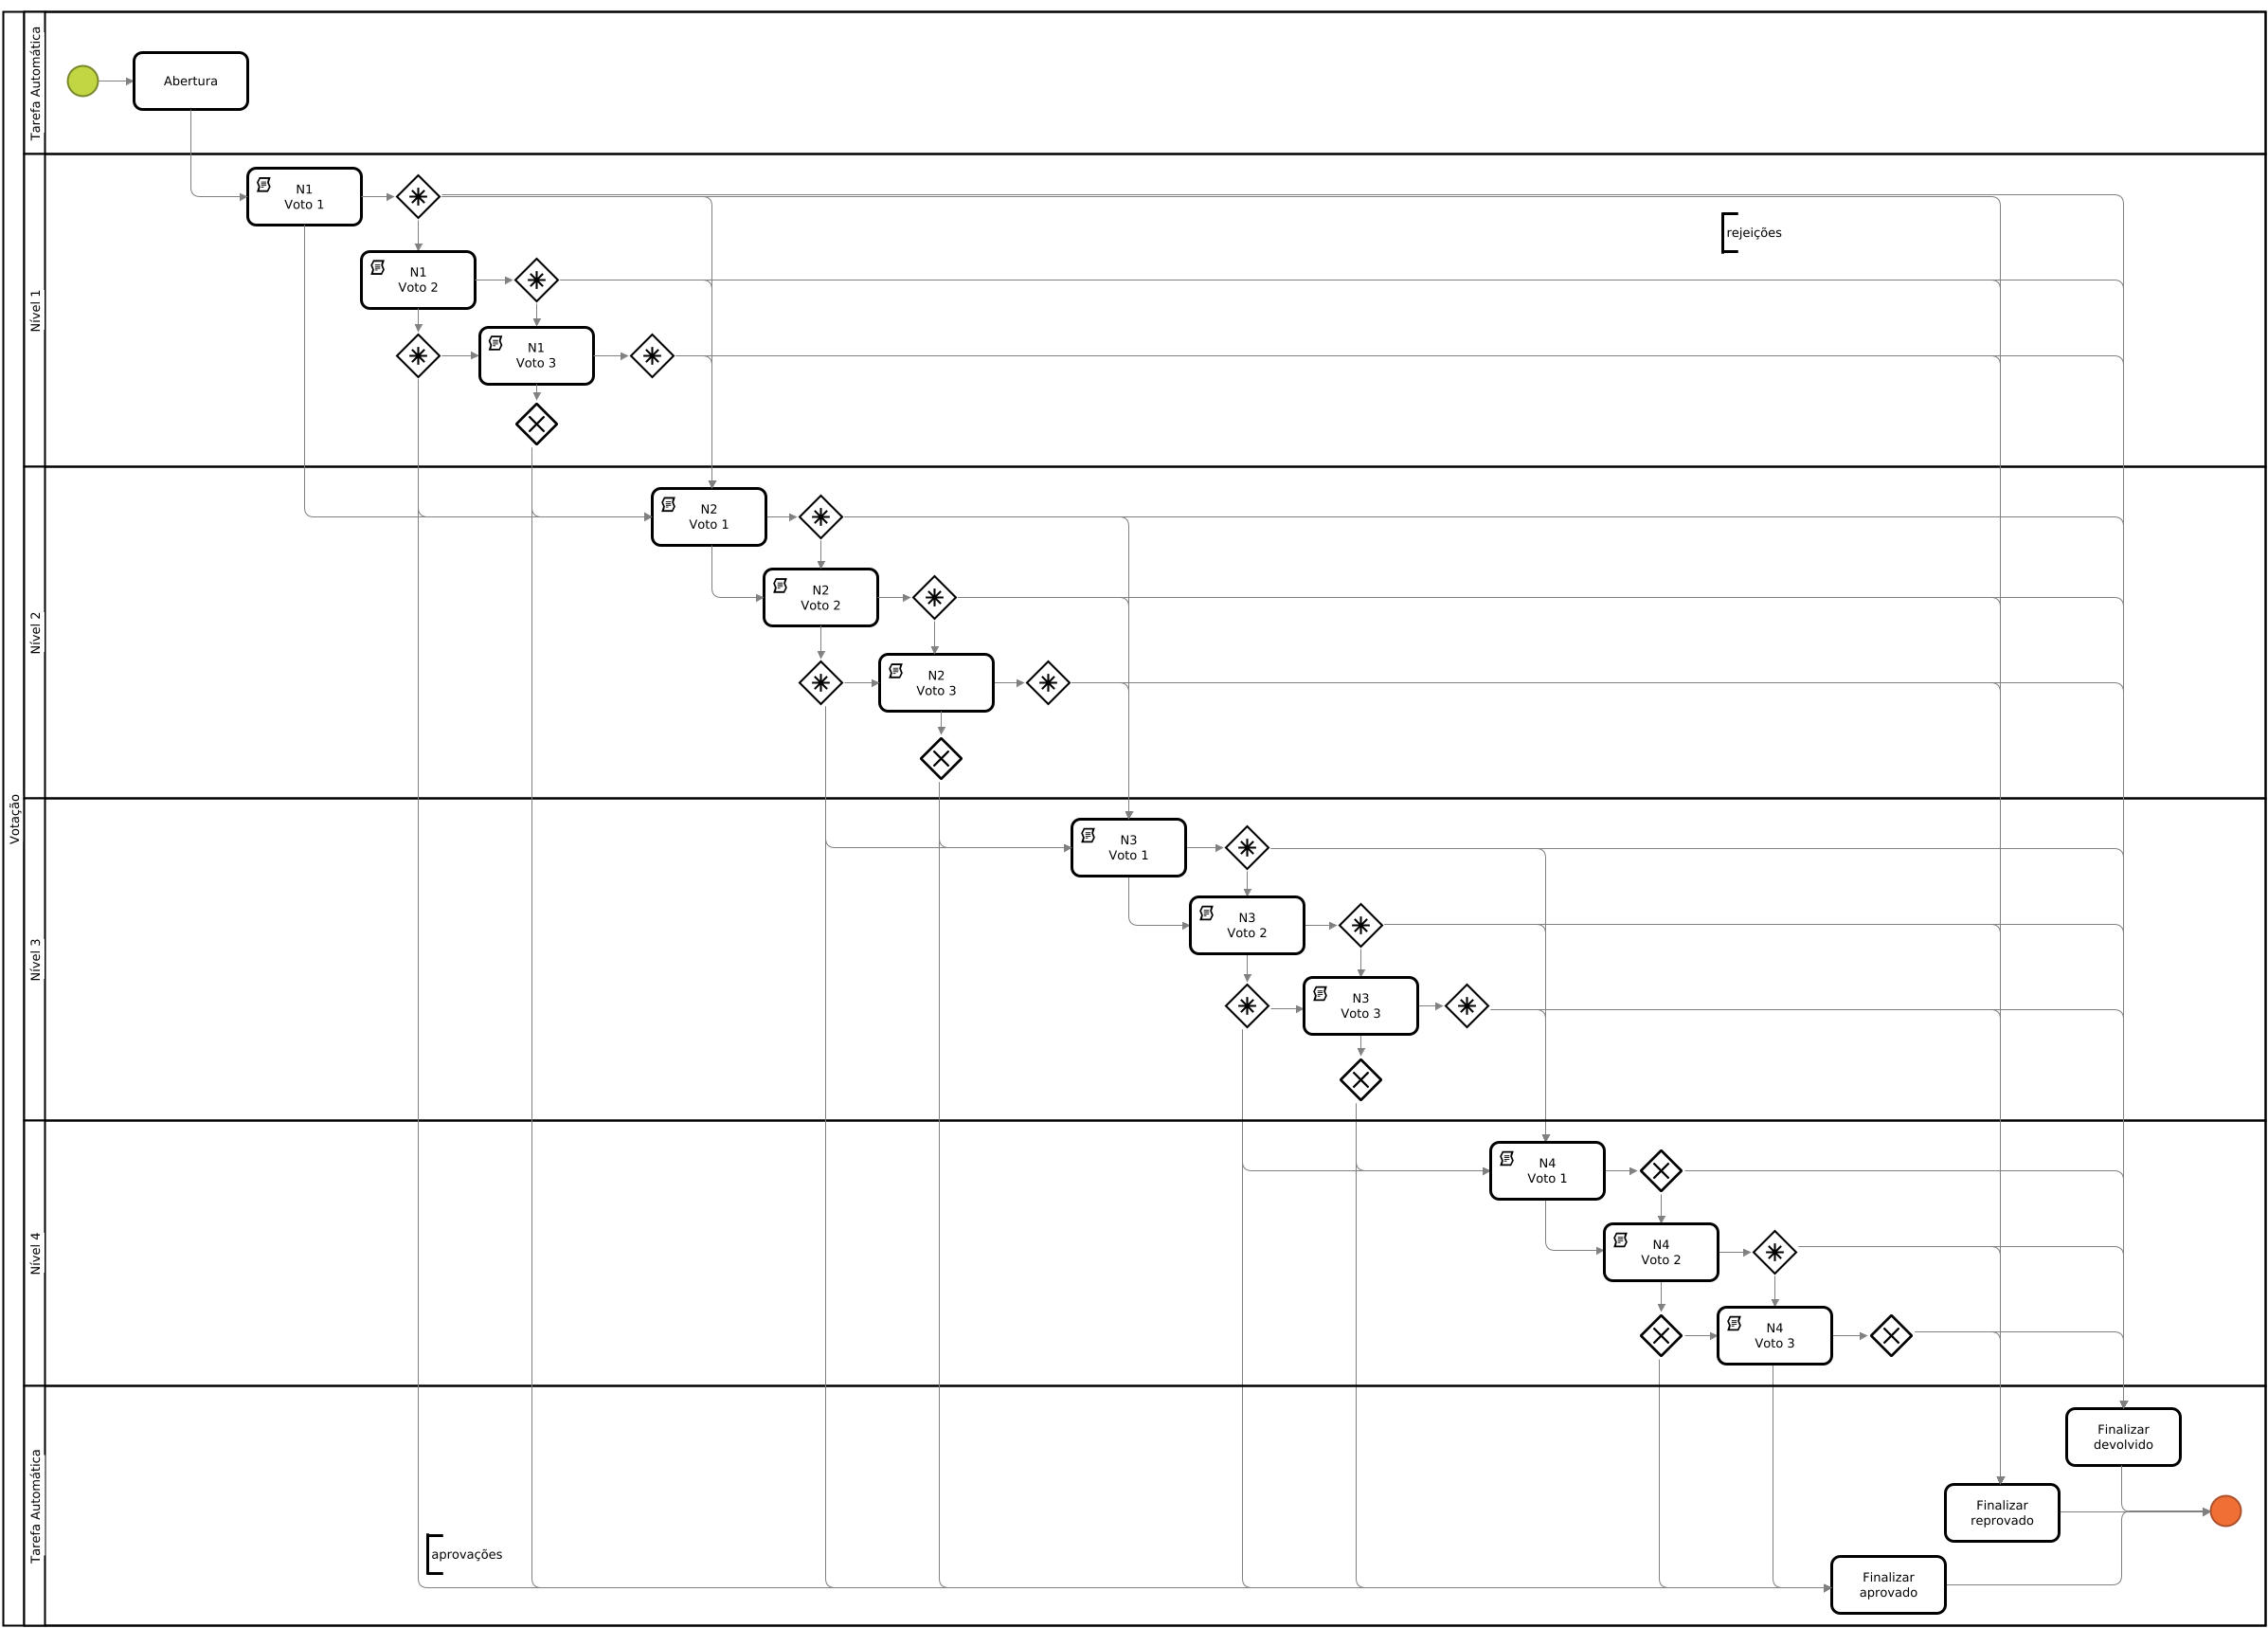 Votação
Tarefa Automática
Abertura
Nível 1
N1
Voto 1
rejeições
N1
Voto 2
N1
Voto 3
Nível 2
N2
Voto 1
N2
Voto 2
N2
Voto 3
Nível 3
N3
Voto 1
N3
Voto 2
N3
Voto 3
Nível 4
N4
Voto 1
N4
Voto 2
N4
Voto 3
Tarefa Automática
Finalizar
devolvido
Finalizar
reprovado
aprovações
Finalizar
aprovado